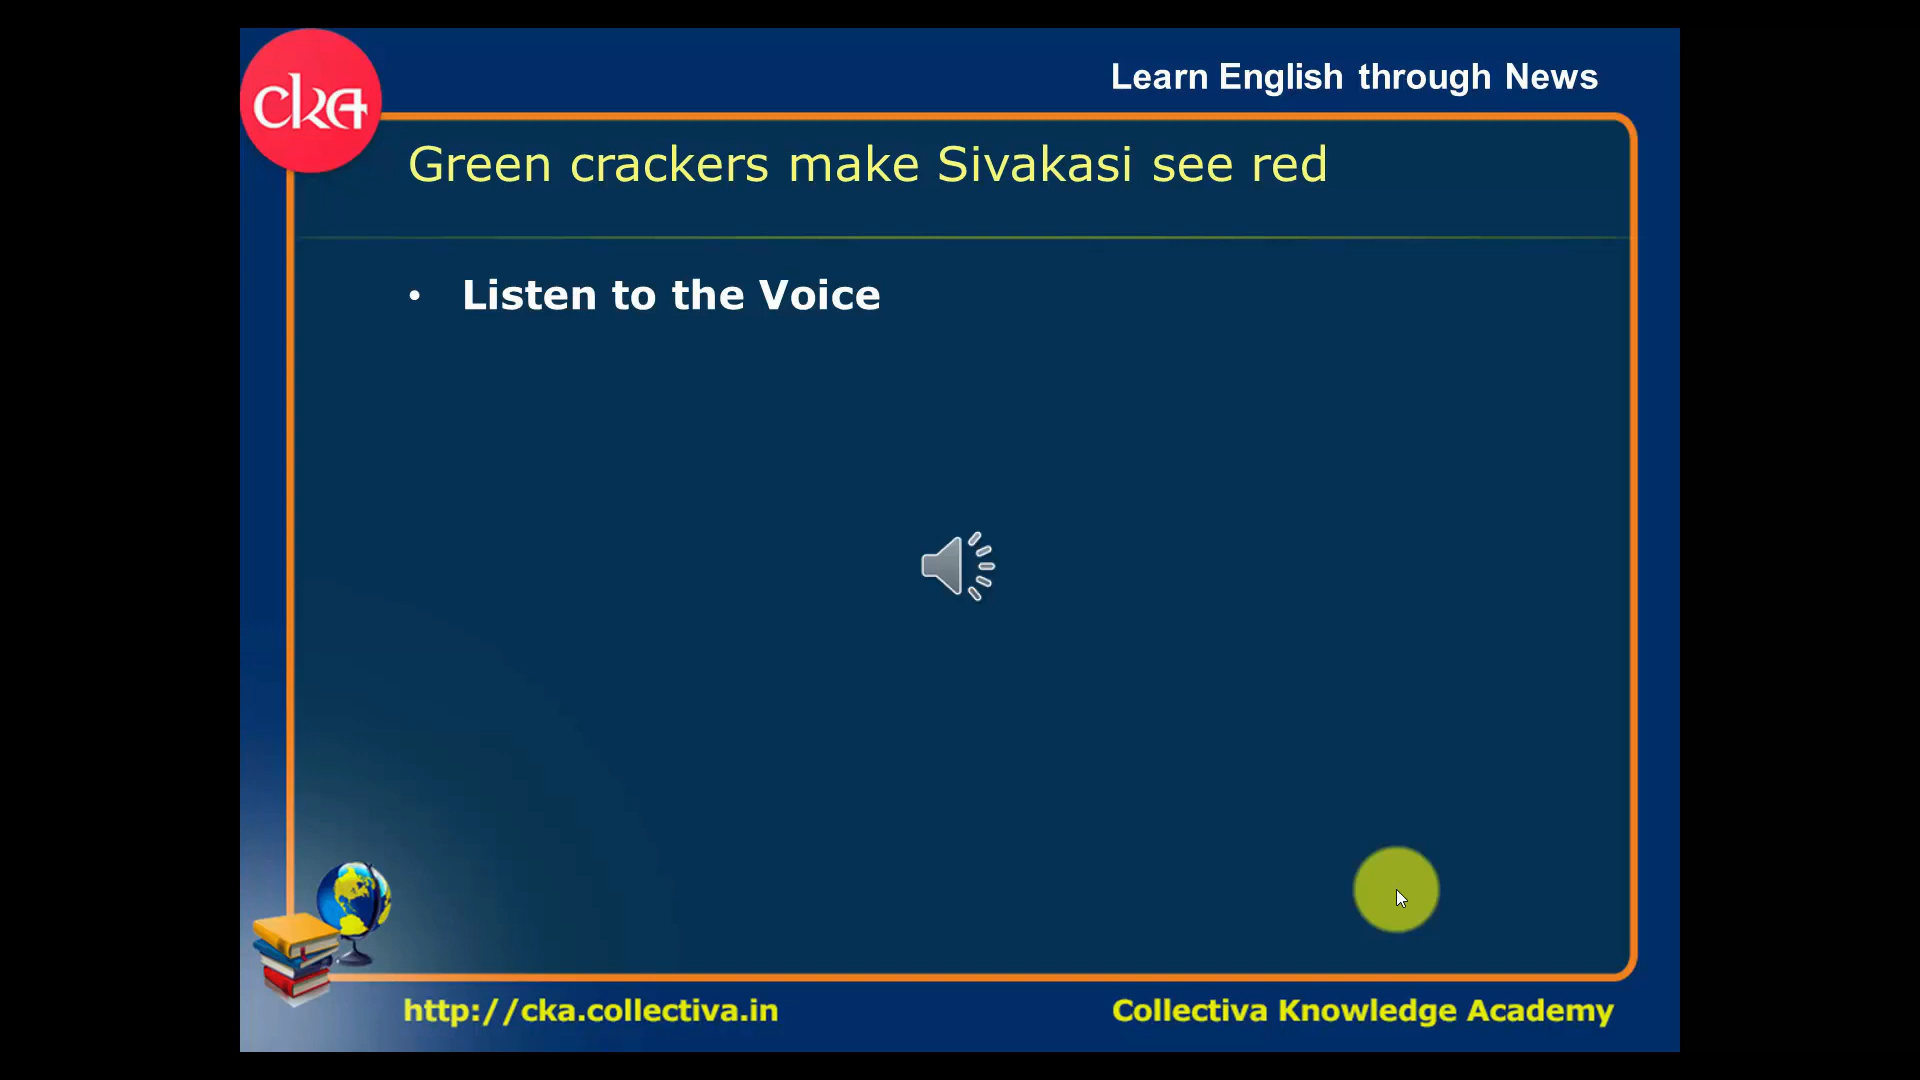 cka
Learn English through News
Green crackers make Sivakasi see red
• Listen to the Voice
http://cka.collectiva.in
Collectiva Knowledge Academy